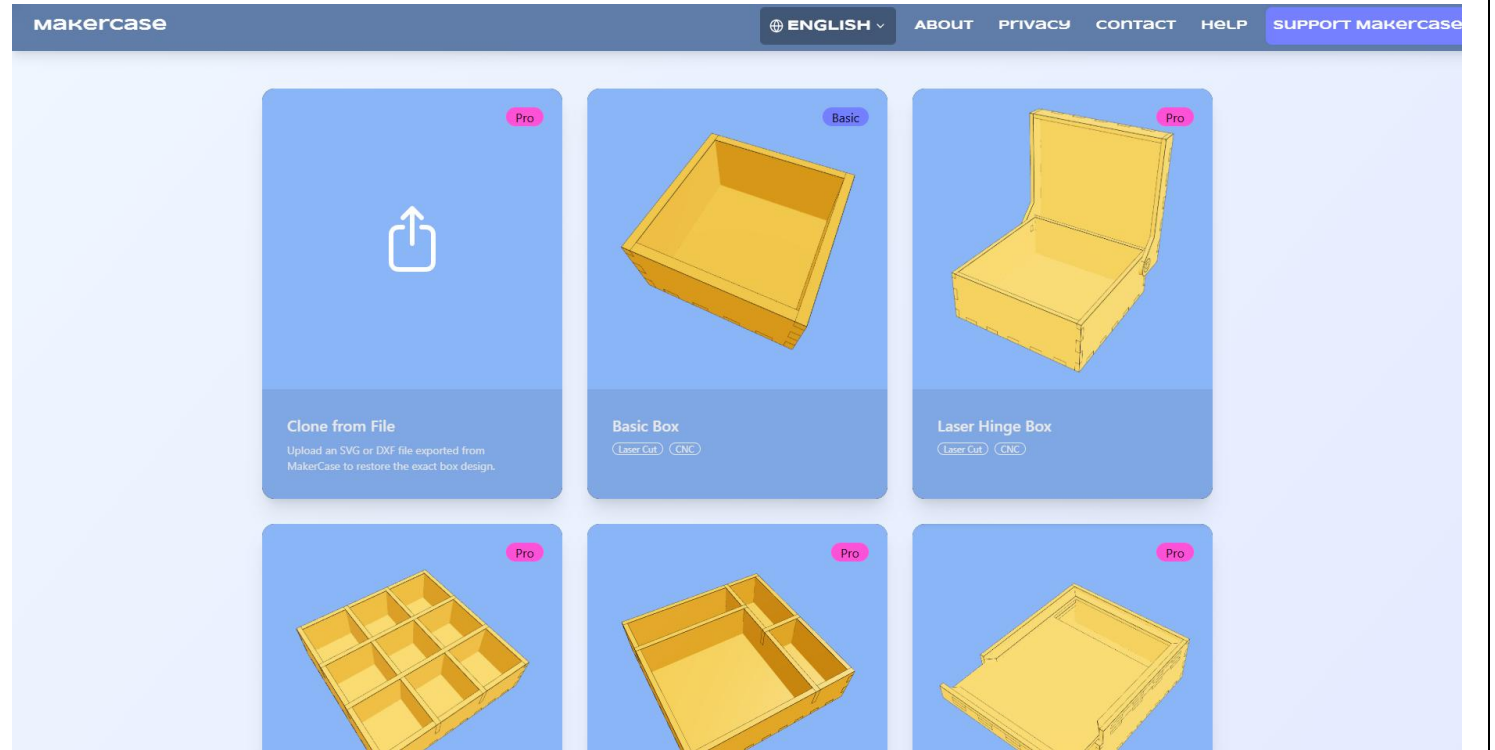 MakerCase
ENGLISH
ABOUT
Privacy
Contact
Help
Support MakerCase
Pro
Basic
Pro
Clone from File
Upload an SVG or DXF file exported from
MakerCase to restore the exact box design.
Basic Box
Laser Cut CNC
Laser Hinge Box
Laser Cut CNC
Pro
Pro
Pro